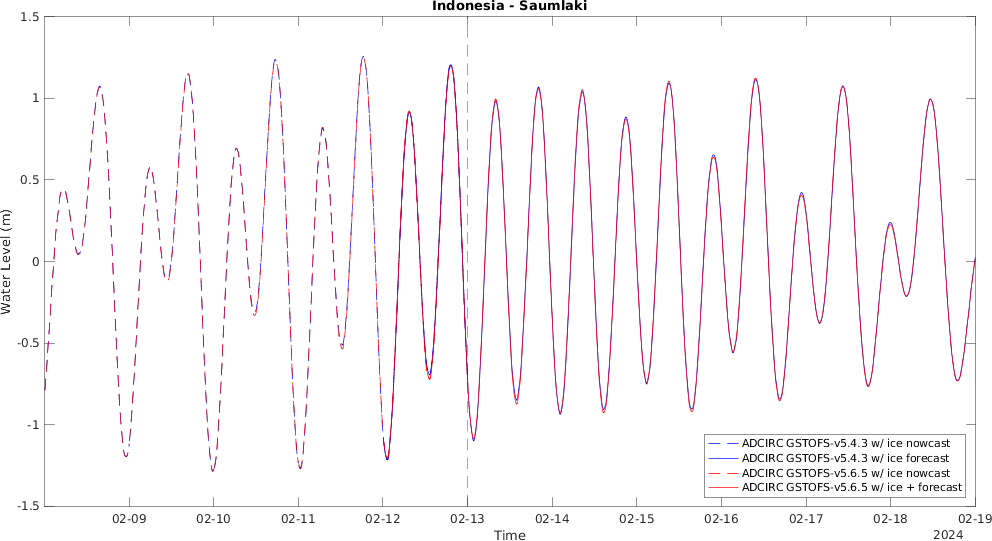 Indonesia - Saumlaki
Water Level (m)
1.5
1
0.5
0
-0.5
-1
-1.5
02-09 02-10 02-11 02-12 02-13 02-14 02-15 02-16 02-17 02-18 02-19
Time
2024
ADCIRC GSTOFS-v5.4.3 w/ ice nowcast
ADCIRC GSTOFS-v5.4.3 w/ ice forecast
ADCIRC GSTOFS-v5.6.5 w/ ice nowcast
ADCIRC GSTOFS-v5.6.5 w/ ice + forecast